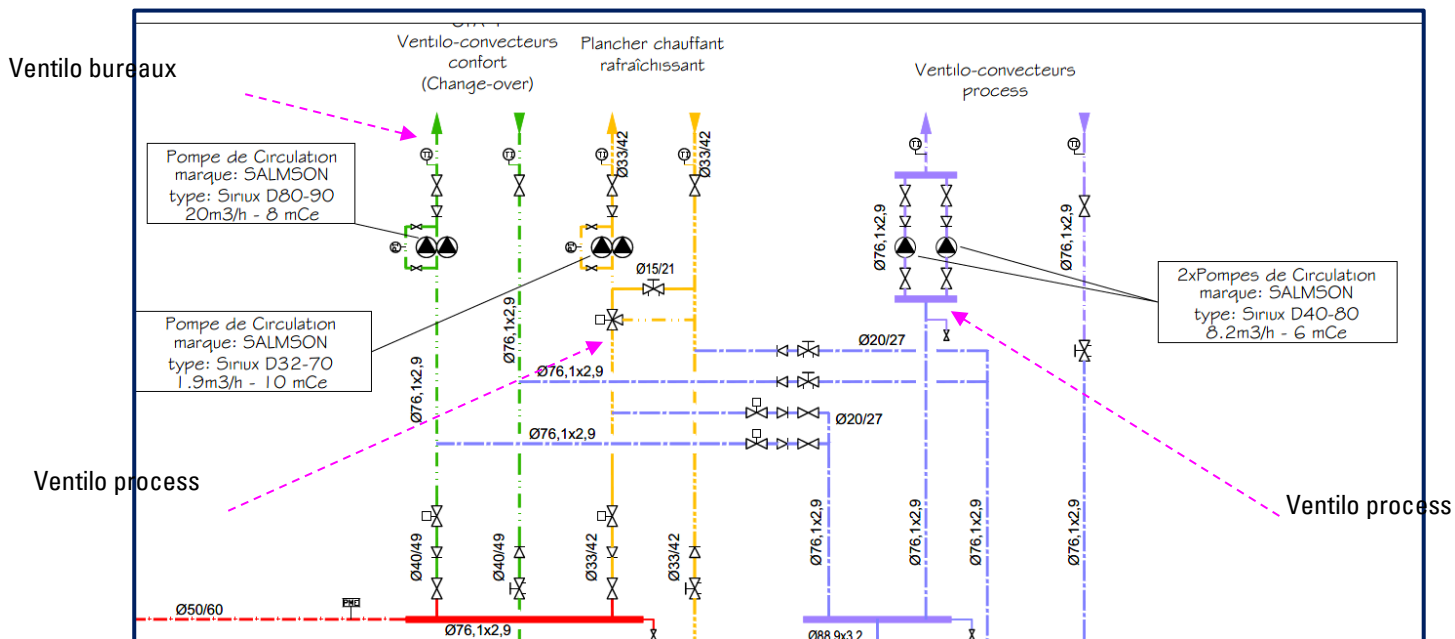 Ventilo-convecteurs
confort
(Change-over)
Plancher chauffant
rafraîchissant
Ventilo-convecteurs
process
Ventilo bureaux
Pompe de Circulation
marque: SALMSON
type: Siriux D80-90
20m3/h - 8 mCe
Pompe de Circulation
marque: SALMSON
type: Siriux D32-70
1.9m3/h - 10 mCe
2xPompes de Circulation
marque: SALMSON
type: Siriux D40-80
8.2m3/h - 6 mCe
Ø33/42
Ø33/42
Ø76,1x2,9
Ø76,1x2,9
Ø15/21
Ø76,1x2,9
Ø76,1x2,9
Ø20/27
Ø76,1x2,9
Ø20/27
Ø76,1x2,9
Ventilo process
Ventilo process
Ø40/49
Ø40/49
Ø33/42
Ø33/42
Ø76,1x2,9
Ø76,1x2,9
Ø76,1x2,9
Ø76,1x2,9
Ø50/60
Ø76,1x2,9
Ø88,9x3,2